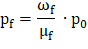 p_f = ω_f / μ_f · p_0